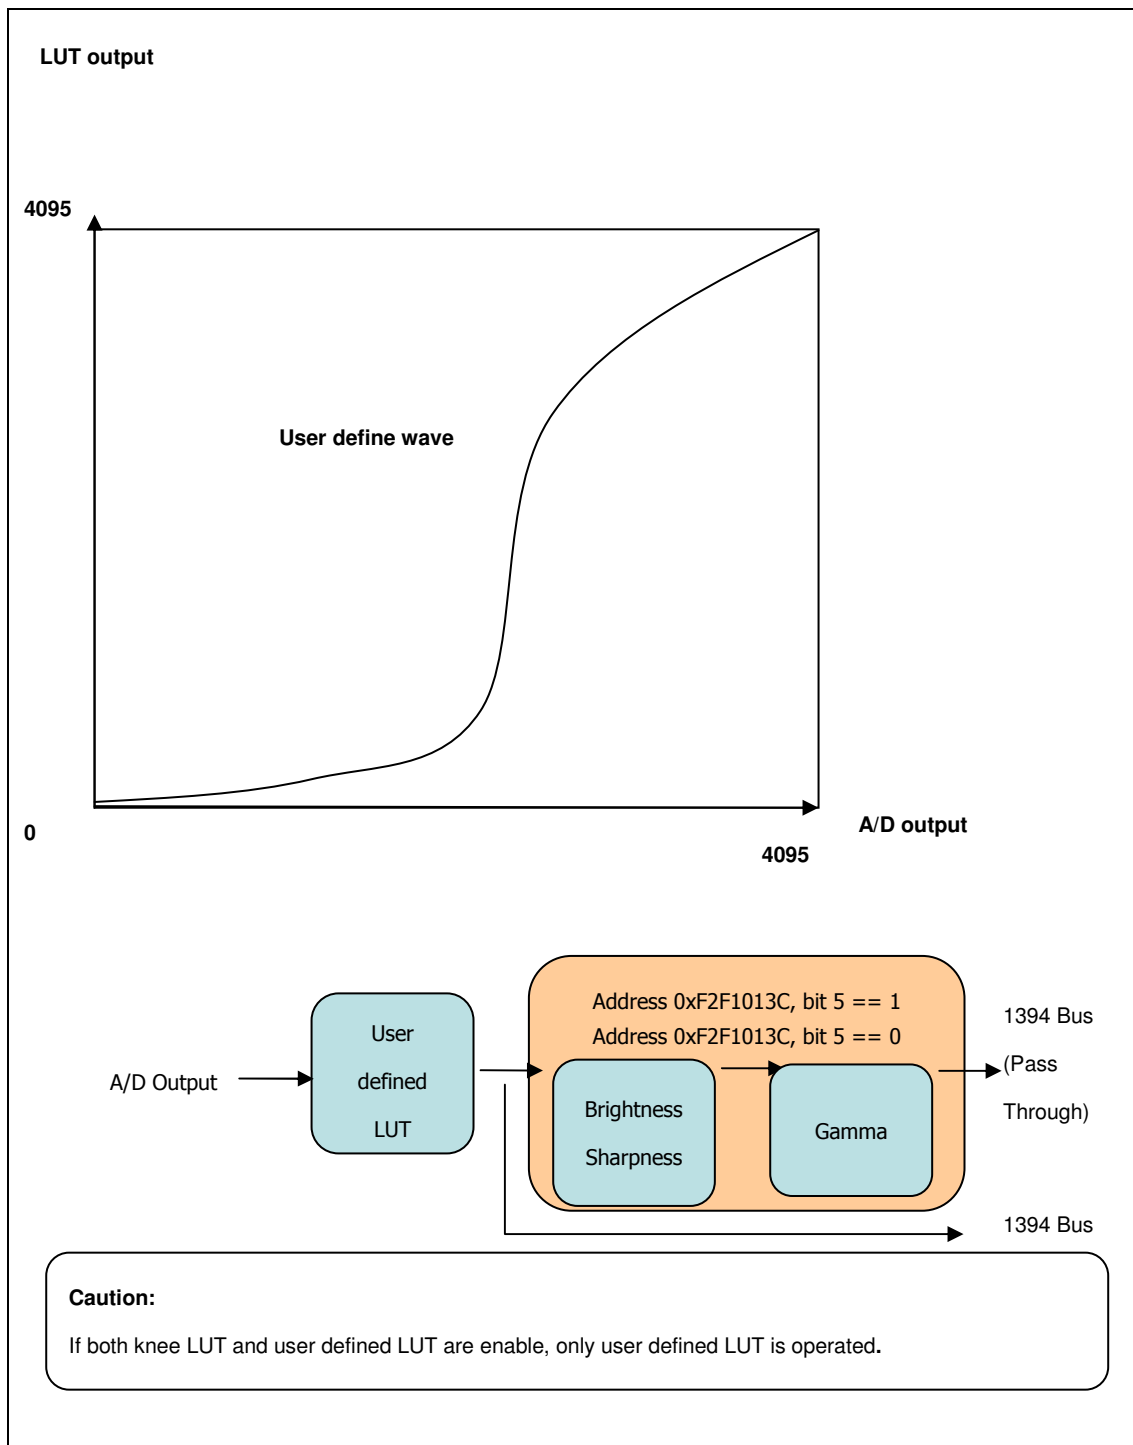 LUT output
4095
User define wave
0
A/D output
4095
Address 0xF2F1013C, bit 5 == 1
Address 0xF2F1013C, bit 5 == 0
A/D Output
User
defined
LUT
Brightness
Sharpness
Gamma
1394 Bus
(Pass
Through)
1394 Bus
Caution:
If both knee LUT and user defined LUT are enable, only user defined LUT is operated.